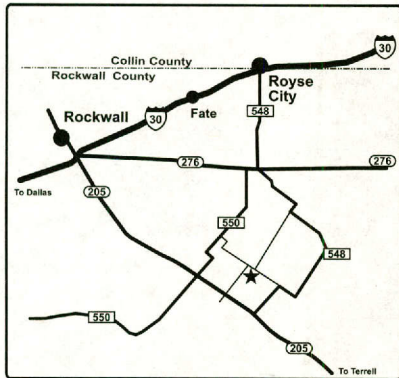 30
Collin County
Rockwall County
Royse
City
Rockwall
30
Fate
548
276
276
To Dallas
205
550
548
550
205
To Terrell